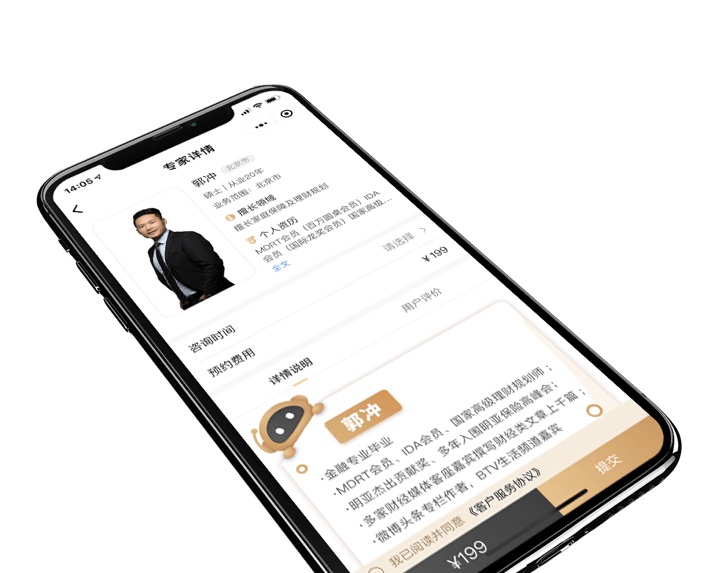 14:05
专家详情
郭冲 北京市
硕士 | 从业20年
业务范围：北京市
擅长领域
擅长家庭保障及理财规划
个人资历
MDRT会员（百万圆桌会员）IDA
会员（国际龙奖会员）国家高级...
全文
咨询时间 请选择
预约费用 ¥199
详情说明 用户评价
郭冲
·金融专业毕业
·MDRT会员、IDA会员、国家高级理财规划师；
·明亚杰出贡献奖、多年入围明亚保险高峰会；
·多家财经媒体客座嘉宾撰写财经类文章上千篇；
·微博头条专栏作者，BTV生活频道嘉宾
我已阅读并同意《客户服务协议》
¥199 提交